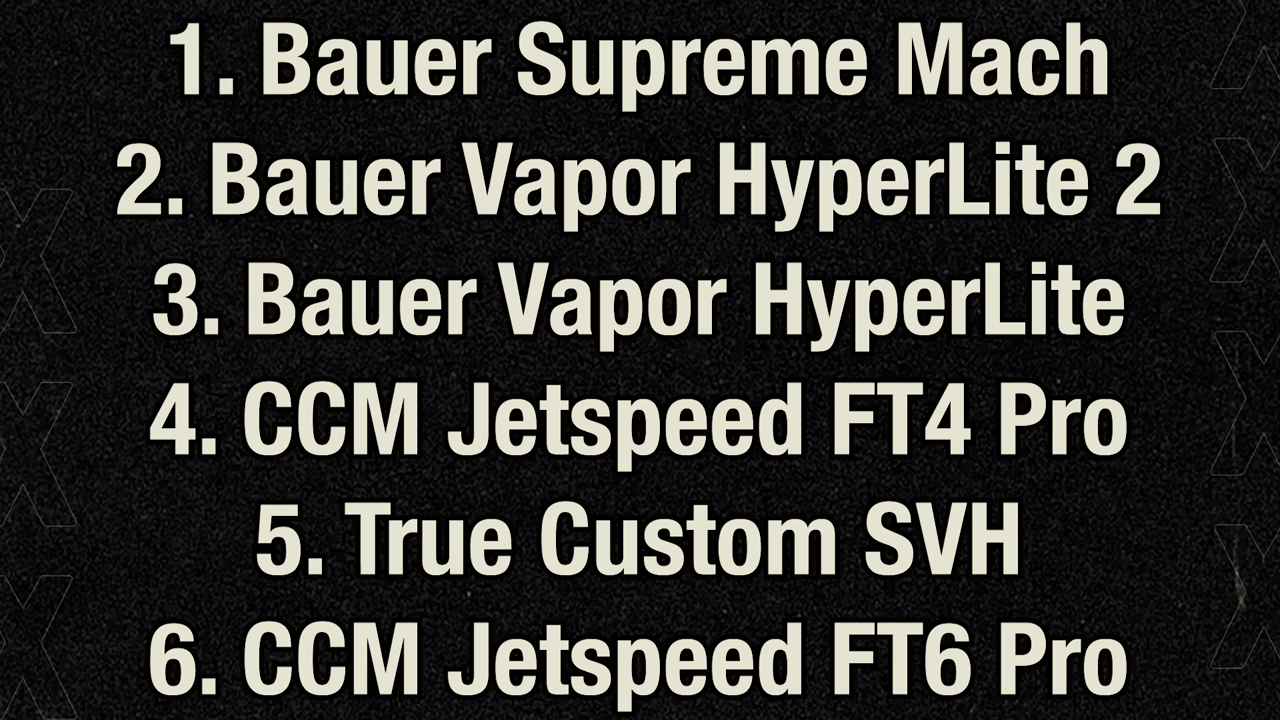 1. Bauer Supreme Mach
2. Bauer Vapor HyperLite 2
3. Bauer Vapor HyperLite
4. CCM Jetspeed FT4 Pro
5. True Custom SVH
6. CCM Jetspeed FT6 Pro